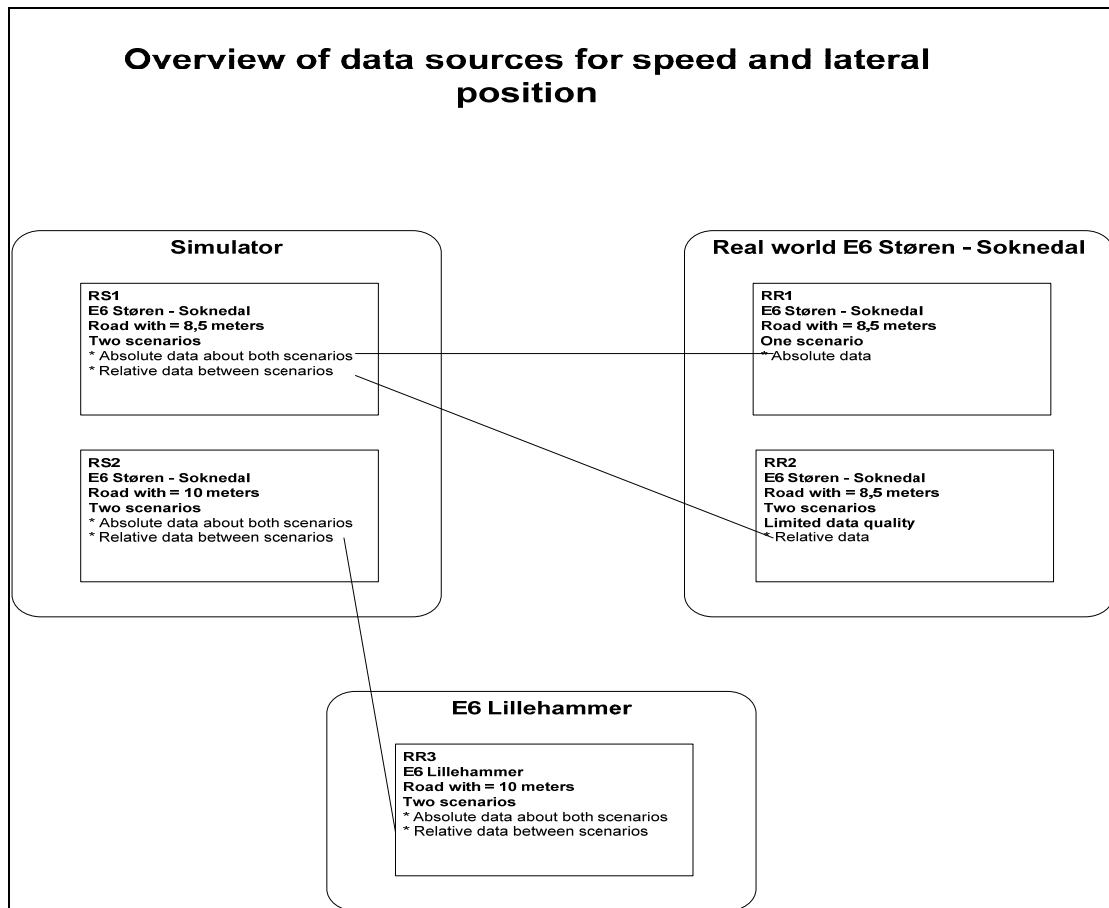 Overview of data sources for speed and lateral
position
Simulator
RS1
E6 Støren - Soknedal
Road with = 8,5 meters
Two scenarios
* Absolute data about both scenarios
* Relative data between scenarios
RS2
E6 Støren - Soknedal
Road with = 10 meters
Two scenarios
* Absolute data about both scenarios
* Relative data between scenarios
Real world E6 Støren - Soknedal
RR1
E6 Støren - Soknedal
Road with = 8,5 meters
One scenario
* Absolute data
RR2
E6 Støren - Soknedal
Road with = 8,5 meters
Two scenarios
Limited data quality
* Relative data
E6 Lillehammer
RR3
E6 Lillehammer
Road with = 10 meters
Two scenarios
* Absolute data about both scenarios
* Relative data between scenarios